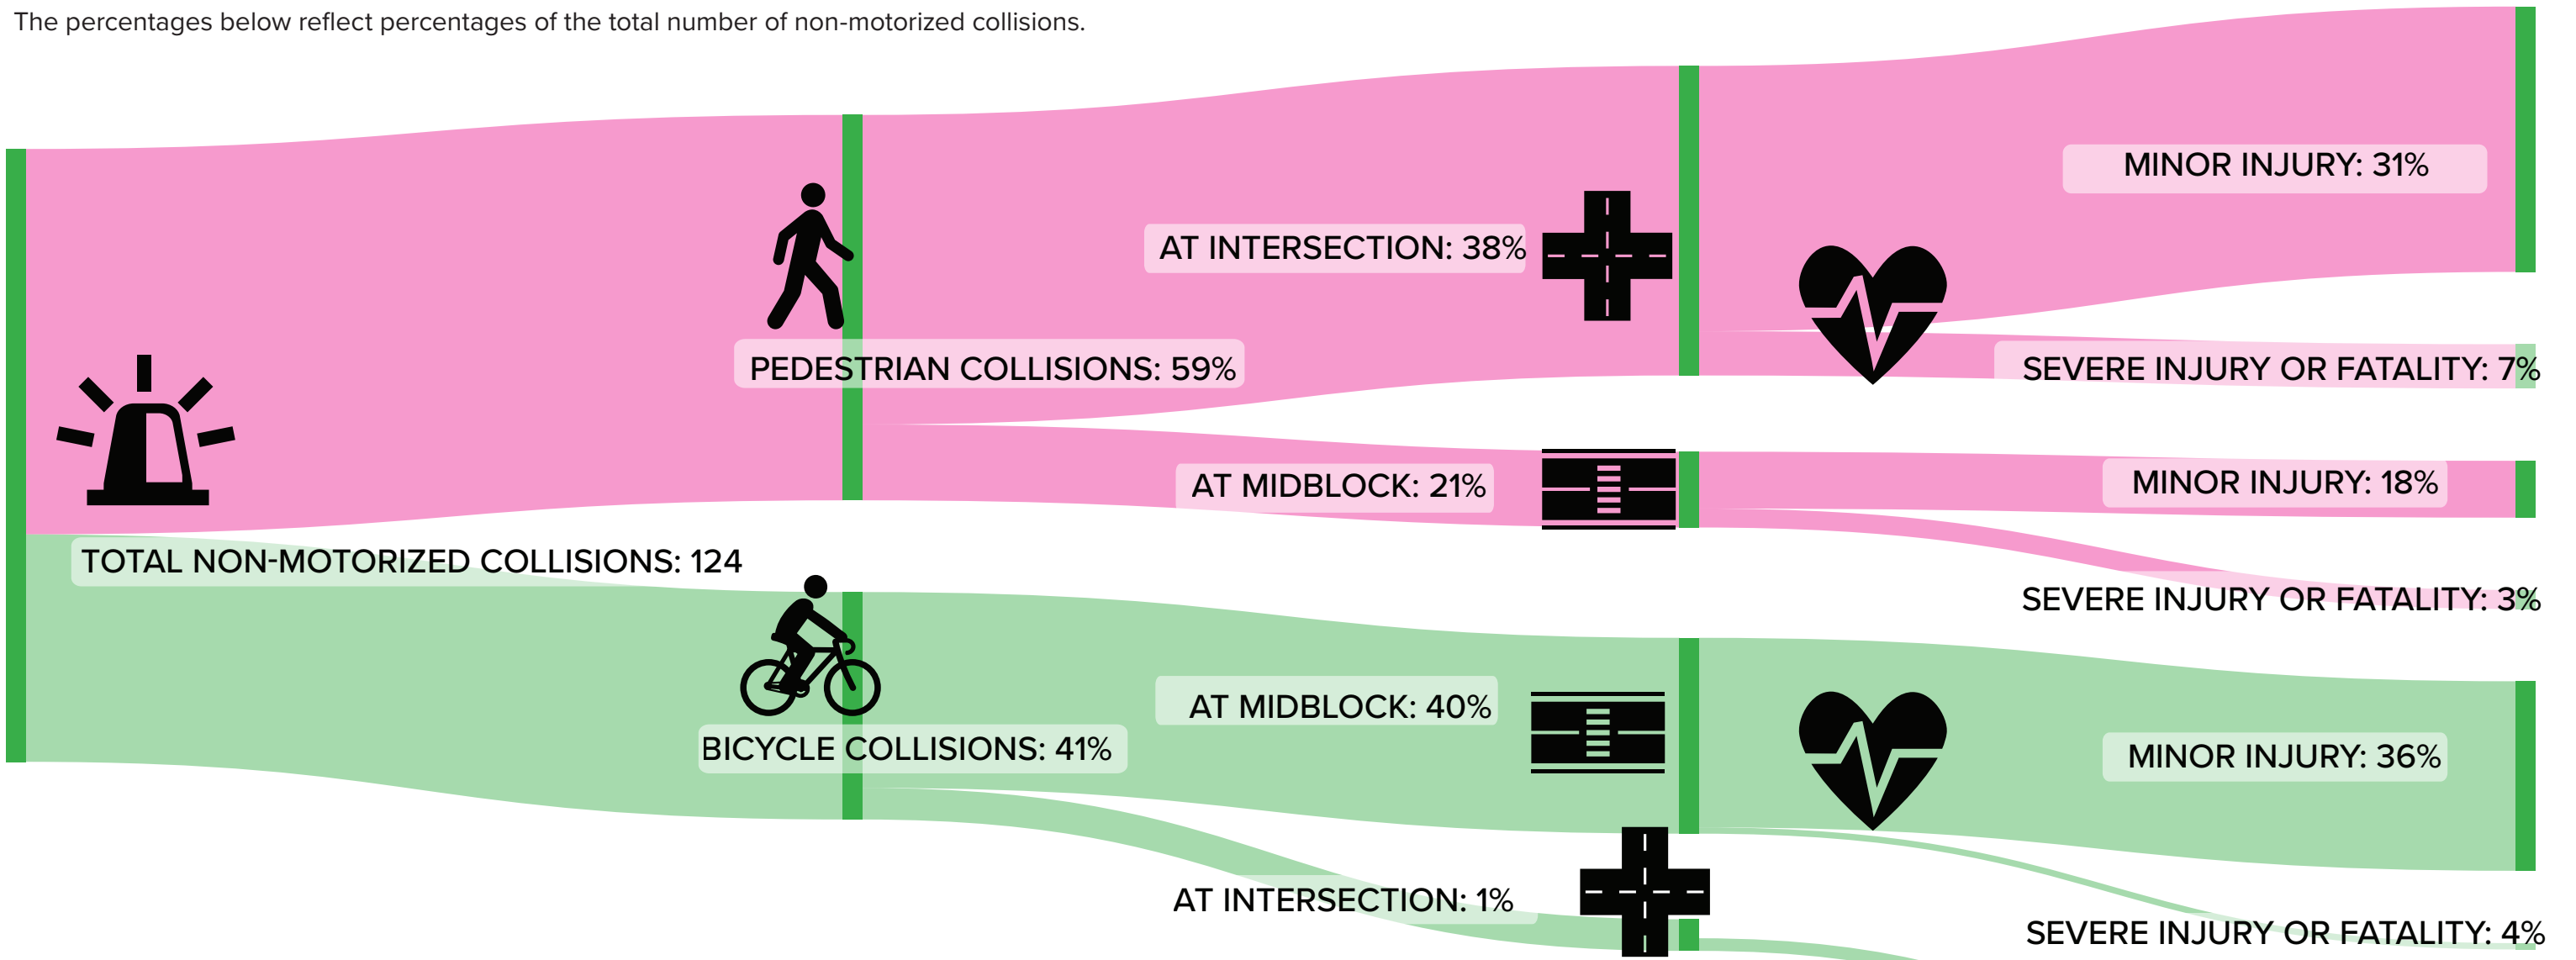 The percentages below reflect percentages of the total number of non-motorized collisions.
MINOR INJURY: 31%
AT INTERSECTION: 38%
PEDESTRIAN COLLISIONS: 59%
SEVERE INJURY OR FATALITY: 7%
AT MIDBLOCK: 21%
MINOR INJURY: 18%
TOTAL NON-MOTORIZED COLLISIONS: 124
SEVERE INJURY OR FATALITY: 3%
AT MIDBLOCK: 40%
BICYCLE COLLISIONS: 41%
MINOR INJURY: 36%
AT INTERSECTION: 1%
SEVERE INJURY OR FATALITY: 4%